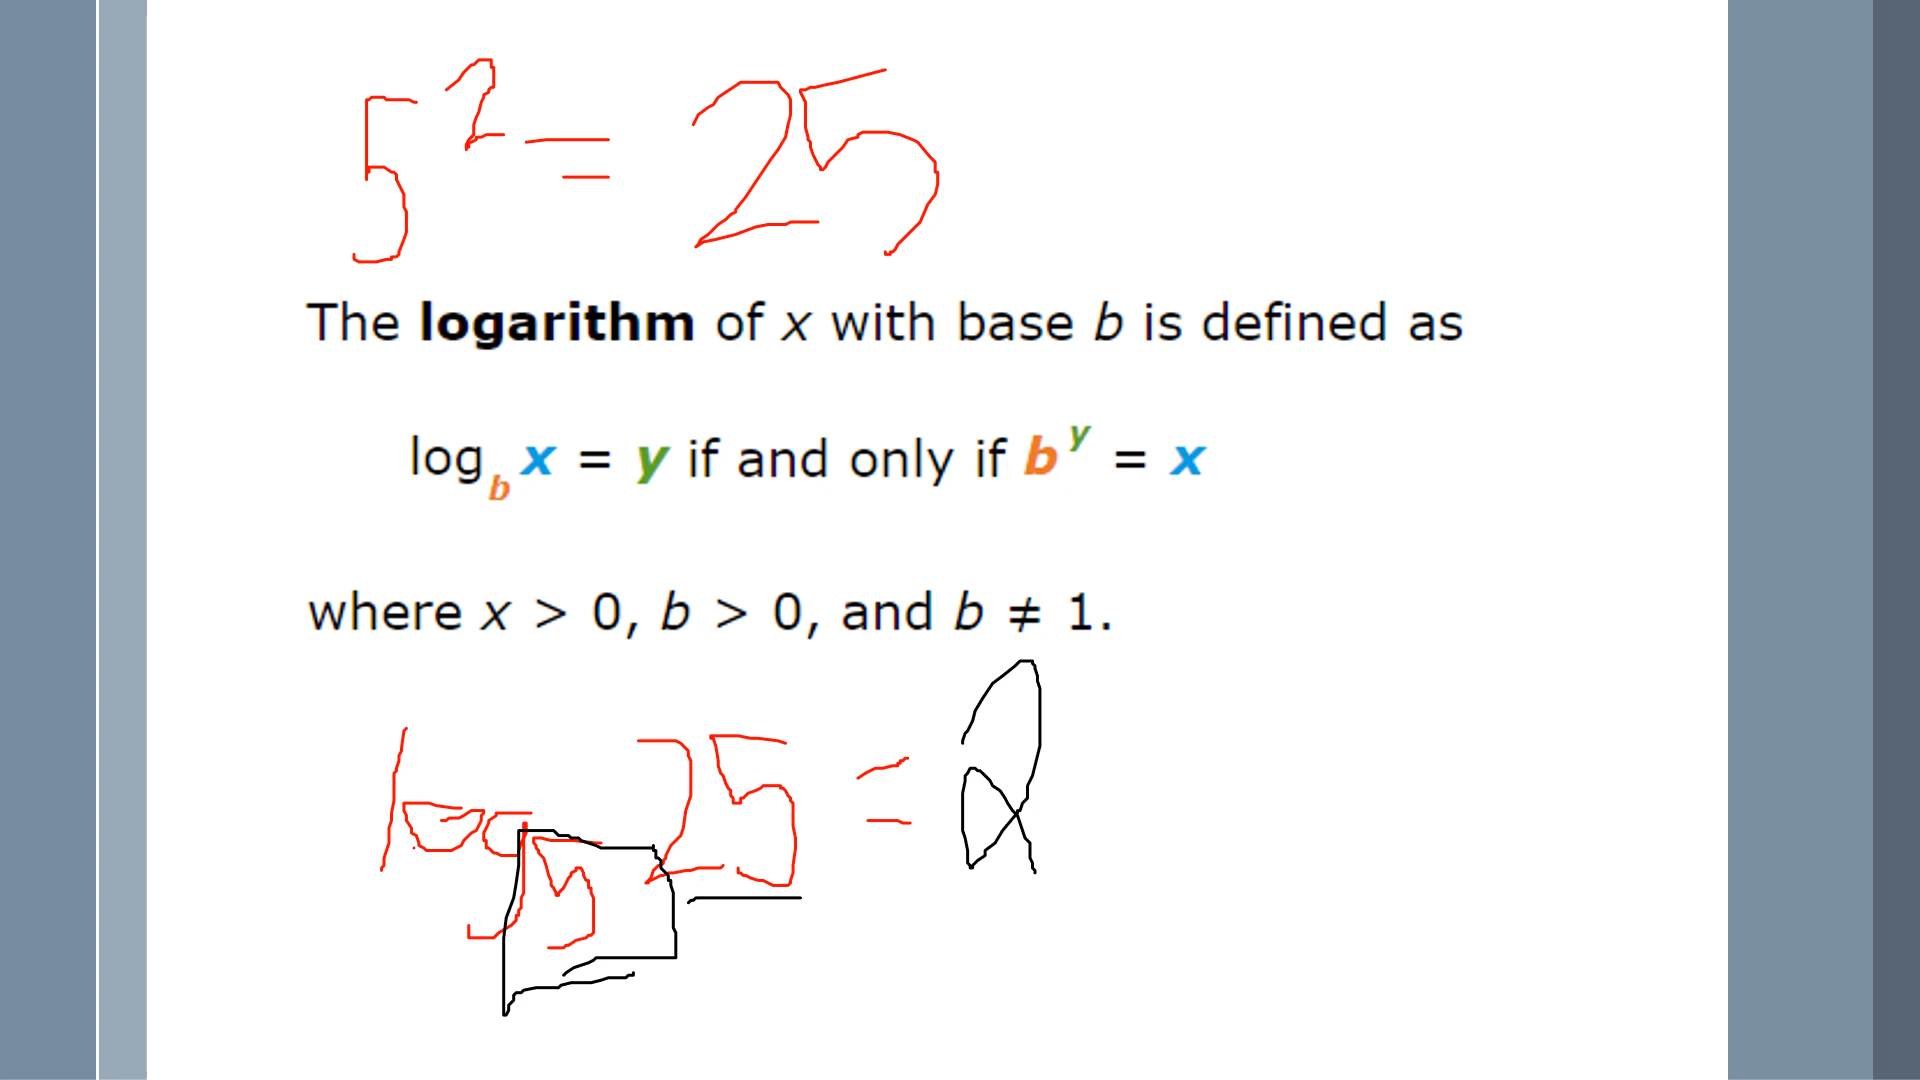 5² = 25
The logarithm of x with base b is defined as
log_b x = y if and only if b^y = x
where x > 0, b > 0, and b ≠ 1.
log_5 25 = 2